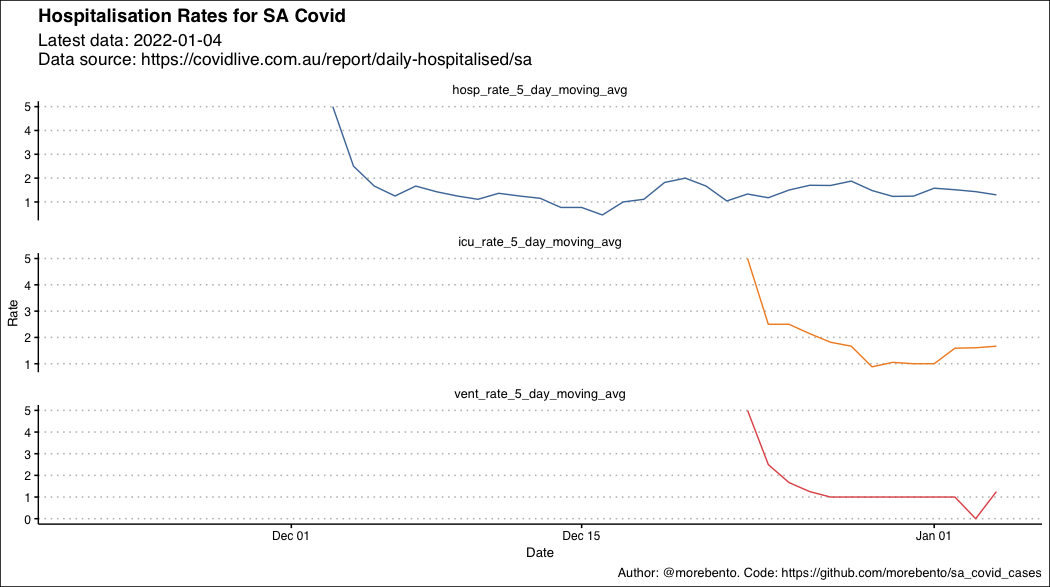 Hospitalisation Rates for SA Covid
Latest data: 2022-01-04
Data source: https://covidlive.com.au/report/daily-hospitalised/sa
hosp_rate_5_day_moving_avg
5
4
3
2
1
icu_rate_5_day_moving_avg
5
4
3
2
1
Rate
vent_rate_5_day_moving_avg
5
4
3
2
1
0
Dec 01
Dec 15
Jan 01
Date
Author: @morebento. Code: https://github.com/morebento/sa_covid_cases